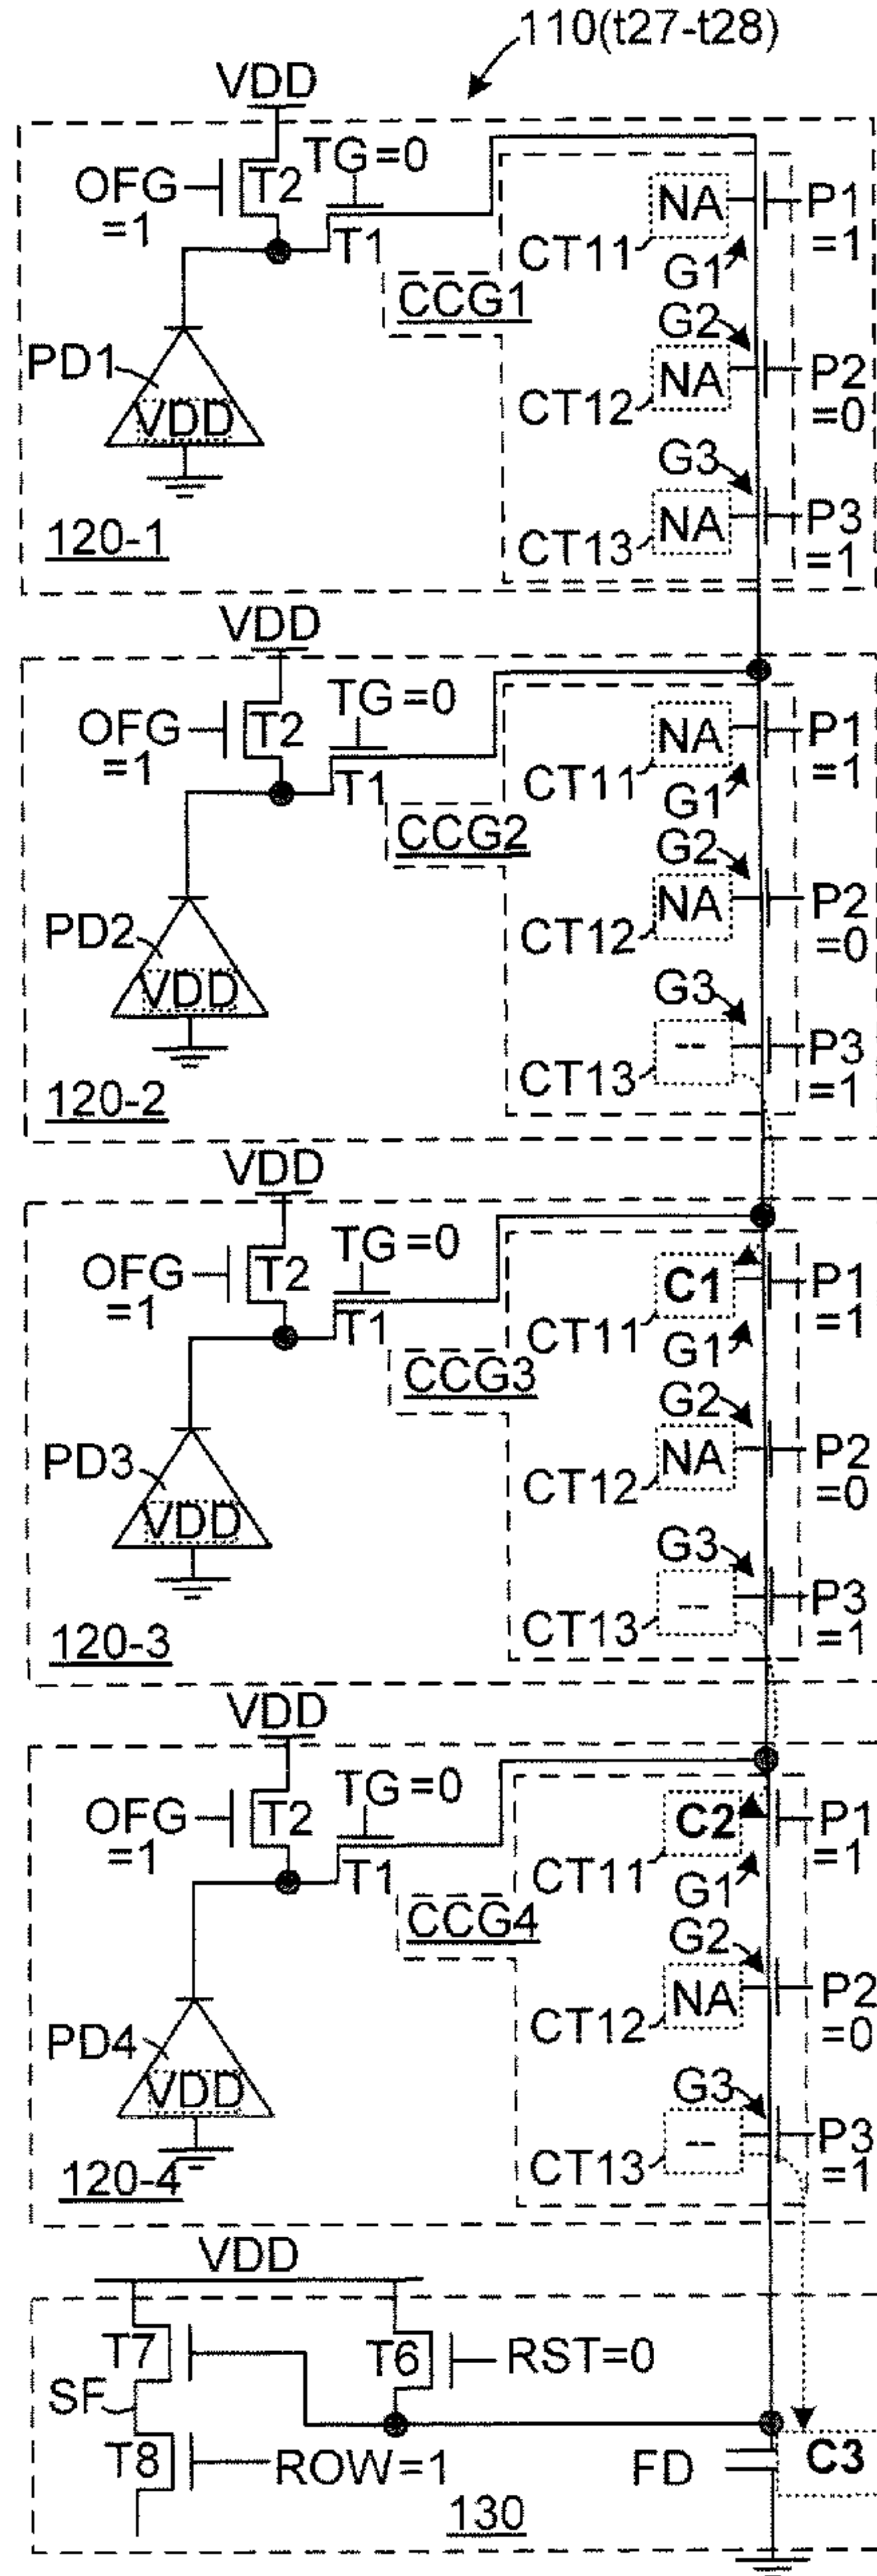 110(t27-t28)
VDD
OFG
=1
T2
TG=0
T1
NA
P1
=1
CT11
G1
CCG1
G2
PD1
VDD
NA
P2
=0
CT12
G3
NA
P3
=1
CT13
120-1
VDD
OFG
=1
T2
TG=0
T1
NA
P1
=1
CT11
G1
CCG2
G2
PD2
VDD
NA
P2
=0
CT12
G3
--
P3
=1
CT13
120-2
VDD
OFG
=1
T2
TG=0
T1
C1
P1
=1
CT11
G1
CCG3
G2
PD3
VDD
NA
P2
=0
CT12
G3
--
P3
=1
CT13
120-3
VDD
OFG
=1
T2
TG=0
T1
C2
P1
=1
CT11
G1
CCG4
G2
PD4
VDD
NA
P2
=0
CT12
G3
--
P3
=1
CT13
120-4
VDD
T7
T6
RST=0
SF
T8
ROW=1
FD
C3
130